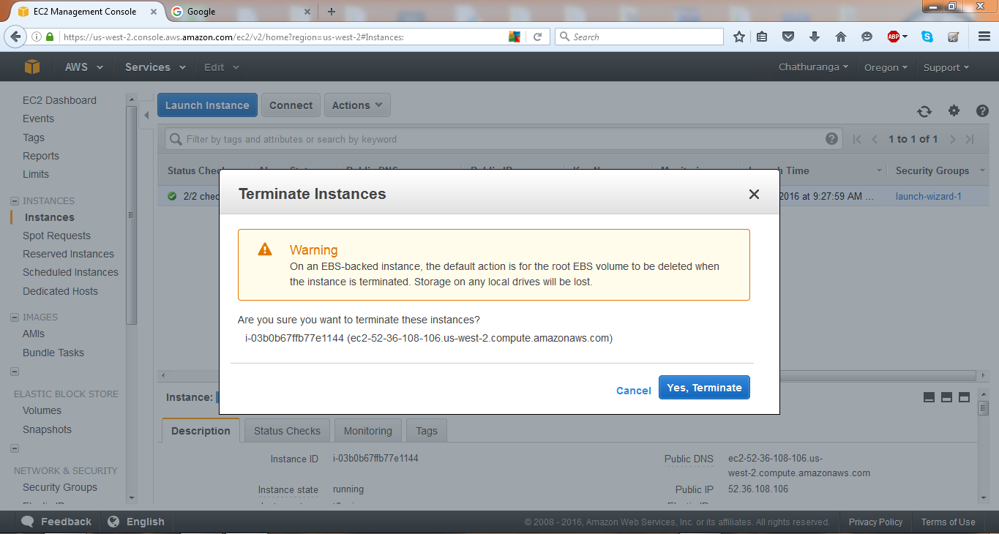 EC2 Management Console
Google
https://us-west-2.console.aws.amazon.com/ec2/v2/home?region=us-west-2#Instances:
Search
ABP
AWS
Services
Edit
Chathuranga
Oregon
Support
EC2 Dashboard
Events
Tags
Reports
Limits
INSTANCES
Instances
Spot Requests
Reserved Instances
Scheduled Instances
Dedicated Hosts
IMAGES
AMIs
Bundle Tasks
ELASTIC BLOCK STORE
Volumes
Snapshots
NETWORK & SECURITY
Security Groups
Launch Instance
Connect
Actions
Filter by tags and attributes or search by keyword
1 to 1 of 1
Status Chec
Time
Security Groups
2/2 chec
2016 at 9:27:59 AM ...
launch-wizard-1
Terminate Instances
Warning
On an EBS-backed instance, the default action is for the root EBS volume to be deleted when
the instance is terminated. Storage on any local drives will be lost.
Are you sure you want to terminate these instances?
i-03b0b67ffb77e1144 (ec2-52-36-108-106.us-west-2.compute.amazonaws.com)
Cancel
Yes, Terminate
Instance:
Description
Status Checks
Monitoring
Tags
Instance ID
i-03b0b67ffb77e1144
Public DNS
ec2-52-36-108-106.us-
west-2.compute.amazonaws.com
Instance state
running
Public IP
52.36.108.106
Feedback
English
© 2008 - 2016, Amazon Web Services, Inc. or its affiliates. All rights reserved.
Privacy Policy
Terms of Use